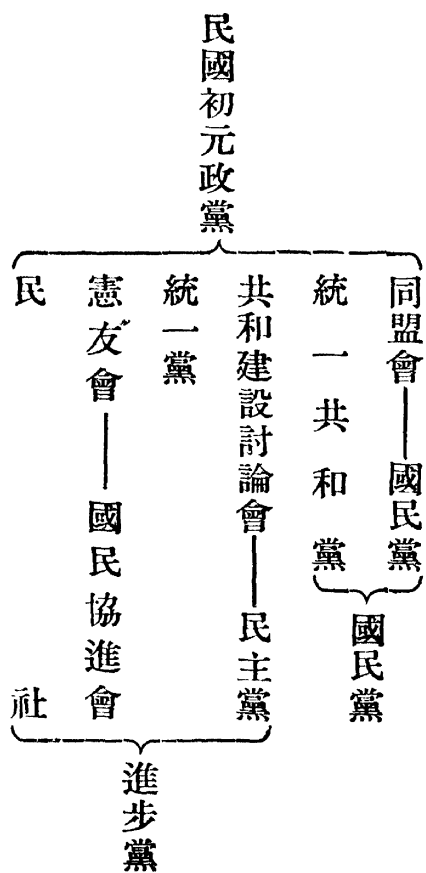 民國初元政黨
同盟會——國民黨
統一共和黨
國民黨
共和建設討論會——民主黨
統一黨
憲友會——國民協進會
民社
進步黨